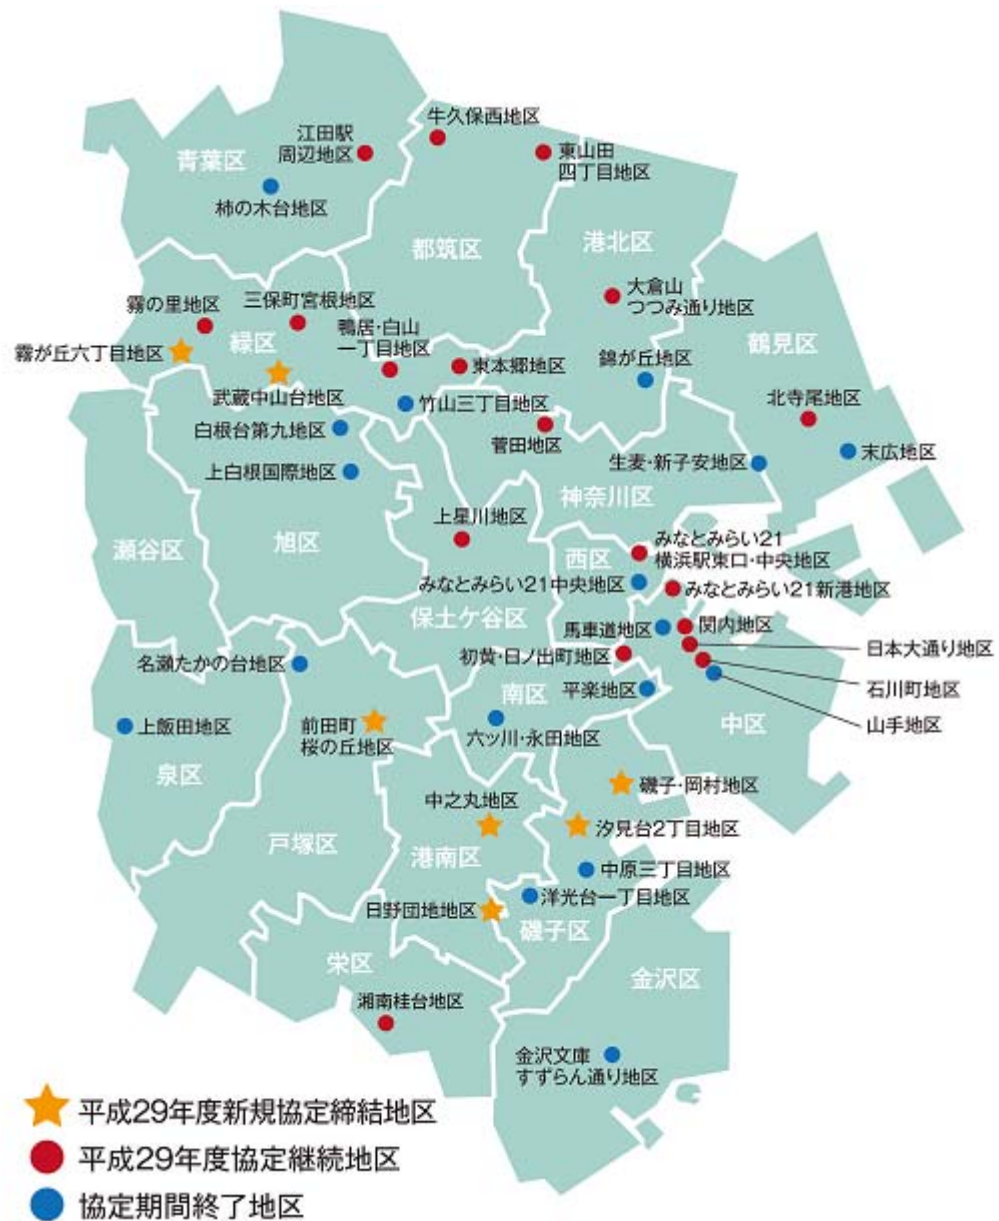 牛久保西地区
江田駅
周辺地区
東山田
四丁目地区
青葉区
柿の木台地区
都筑区
港北区
大倉山
つつみ通り地区
霧の里地区
三保町宮根地区
鴨居・白山
一丁目地区
緑区
霧が丘六丁目地区
東本郷地区
錦が丘地区
鶴見区
武蔵中山台地区
竹山三丁目地区
北寺尾地区
白根台第九地区
菅田地区
末広地区
上白根国際地区
生麦・新子安地区
神奈川区
上星川地区
瀬谷区
旭区
西区
みなとみらい21
横浜駅東口・中央地区
みなとみらい21中央地区
みなとみらい21新港地区
保土ケ谷区
馬車道地区
関内地区
日本大通り地区
初黄・日ノ出町地区
名瀬たかの台地区
南区
平楽地区
石川町地区
山手地区
中区
上飯田地区
前田町
桜の丘地区
六ッ川・永田地区
泉区
磯子・岡村地区
中之丸地区
汐見台2丁目地区
戸塚区
港南区
中原三丁目地区
洋光台一丁目地区
日野団地地区
磯子区
栄区
金沢区
湘南桂台地区
金沢文庫
すずらん通り地区
平成29年度新規協定締結地区
平成29年度協定継続地区
協定期間終了地区